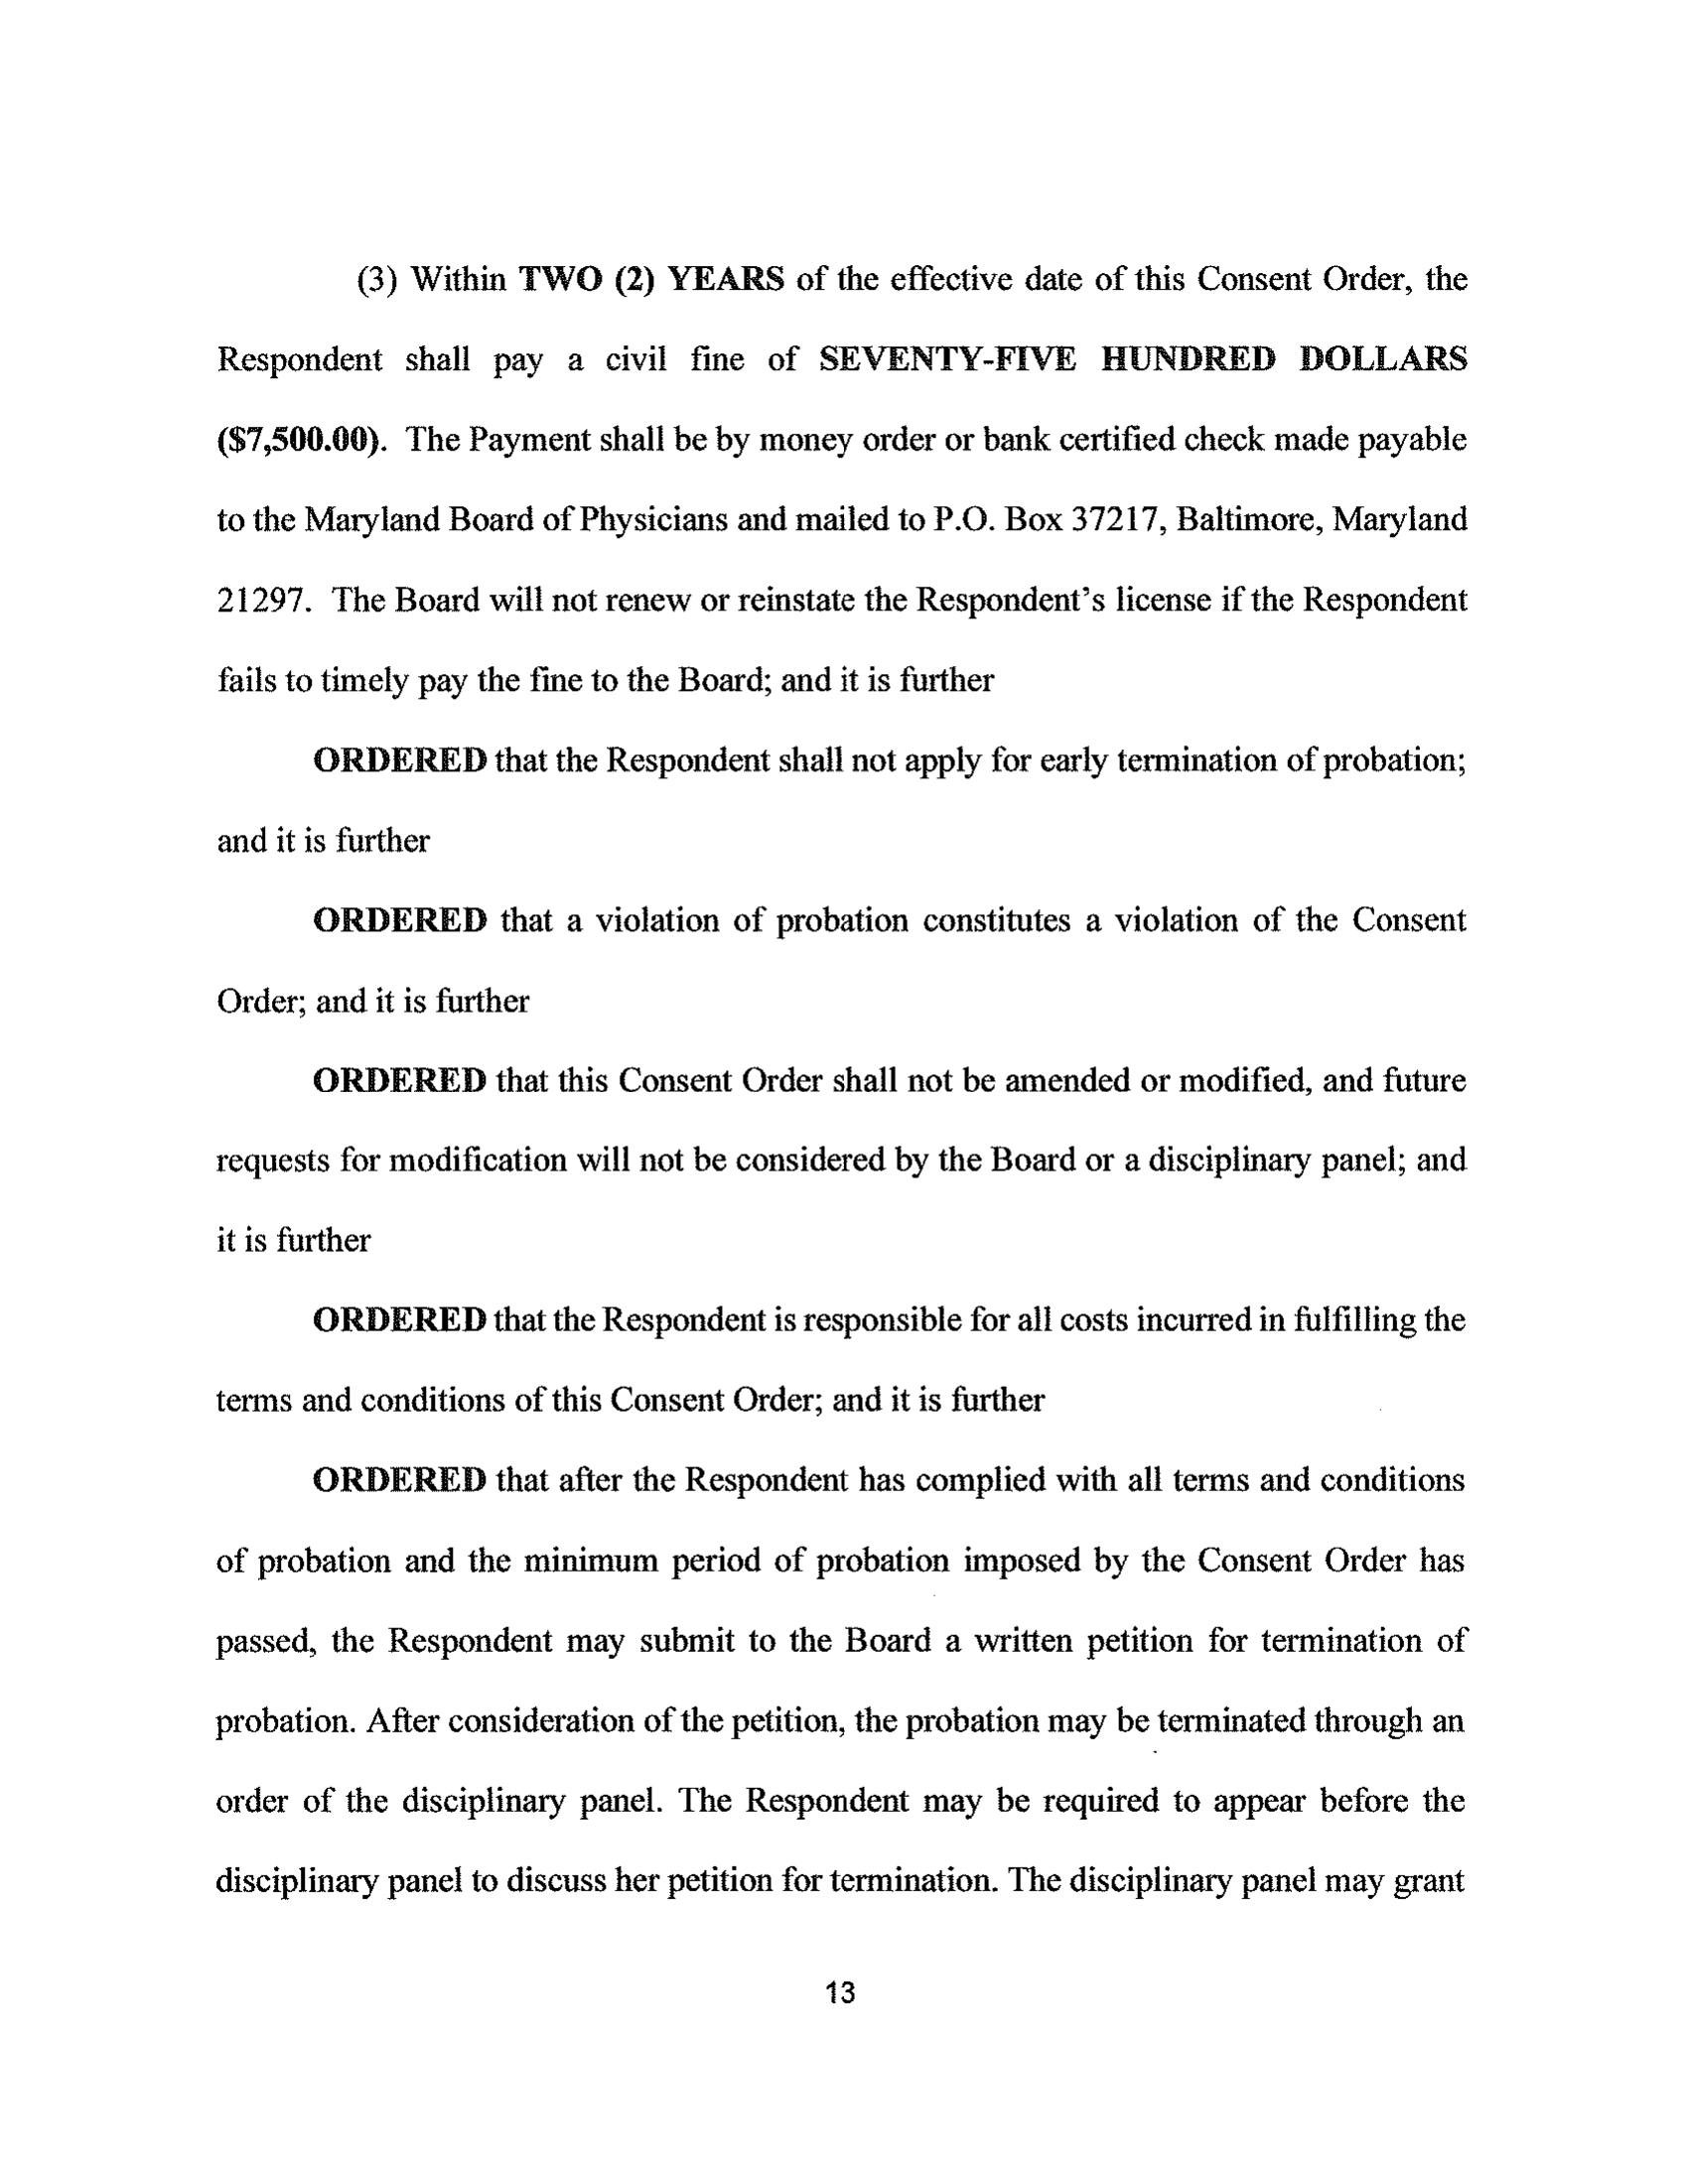 (3) Within TWO (2) YEARS of the effective date of this Consent Order, the
Respondent shall pay a civil fine of SEVENTY-FIVE HUNDRED DOLLARS
($7,500.00). The Payment shall be by money order or bank certified check made payable
to the Maryland Board of Physicians and mailed to P.O. Box 37217, Baltimore, Maryland
21297. The Board will not renew or reinstate the Respondent's license if the Respondent
fails to timely pay the fine to the Board; and it is further
ORDERED that the Respondent shall not apply for early termination of probation;
and it is further
ORDERED that a violation of probation constitutes a violation of the Consent
Order; and it is further
ORDERED that this Consent Order shall not be amended or modified, and future
requests for modification will not be considered by the Board or a disciplinary panel; and
it is further
ORDERED that the Respondent is responsible for all costs incurred in fulfilling the
terms and conditions of this Consent Order; and it is further
ORDERED that after the Respondent has complied with all terms and conditions
of probation and the minimum period of probation imposed by the Consent Order has
passed, the Respondent may submit to the Board a written petition for termination of
probation. After consideration of the petition, the probation may be terminated through an
order of the disciplinary panel. The Respondent may be required to appear before the
disciplinary panel to discuss her petition for termination. The disciplinary panel may grant
13